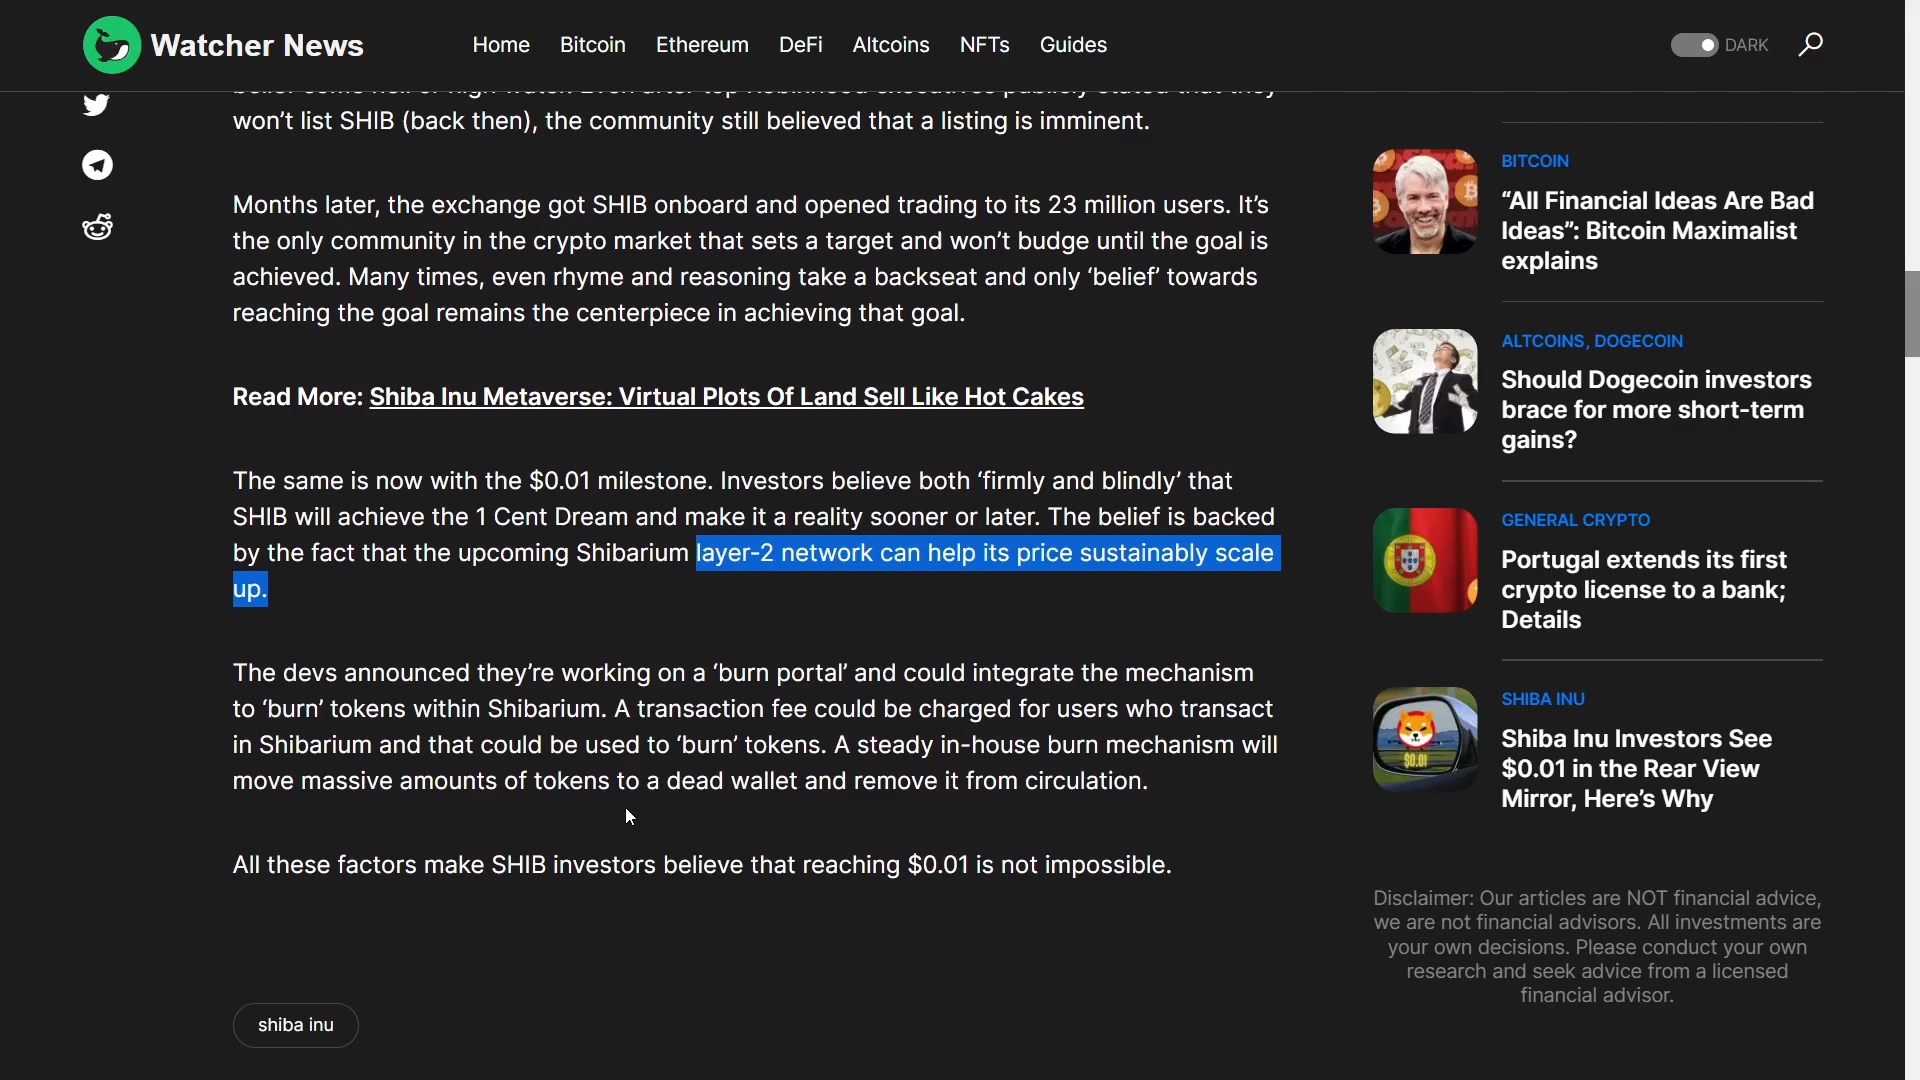 Watcher News
Home Bitcoin Ethereum DeFi Altcoins NFTs Guides
DARK
won’t list SHIB (back then), the community still believed that a listing is imminent.
Months later, the exchange got SHIB onboard and opened trading to its 23 million users. It’s
the only community in the crypto market that sets a target and won’t budge until the goal is
achieved. Many times, even rhyme and reasoning take a backseat and only ‘belief’ towards
reaching the goal remains the centerpiece in achieving that goal.
Read More: Shiba Inu Metaverse: Virtual Plots Of Land Sell Like Hot Cakes
The same is now with the $0.01 milestone. Investors believe both ‘firmly and blindly’ that
SHIB will achieve the 1 Cent Dream and make it a reality sooner or later. The belief is backed
by the fact that the upcoming Shibarium layer-2 network can help its price sustainably scale
up.
The devs announced they’re working on a ‘burn portal’ and could integrate the mechanism
to ‘burn’ tokens within Shibarium. A transaction fee could be charged for users who transact
in Shibarium and that could be used to ‘burn’ tokens. A steady in-house burn mechanism will
move massive amounts of tokens to a dead wallet and remove it from circulation.
All these factors make SHIB investors believe that reaching $0.01 is not impossible.
shiba inu
BITCOIN
“All Financial Ideas Are Bad
Ideas”: Bitcoin Maximalist
explains
ALTCOINS, DOGECOIN
Should Dogecoin investors
brace for more short-term
gains?
GENERAL CRYPTO
Portugal extends its first
crypto license to a bank;
Details
$0.01
SHIBA INU
Shiba Inu Investors See
$0.01 in the Rear View
Mirror, Here’s Why
Disclaimer: Our articles are NOT financial advice,
we are not financial advisors. All investments are
your own decisions. Please conduct your own
research and seek advice from a licensed
financial advisor.